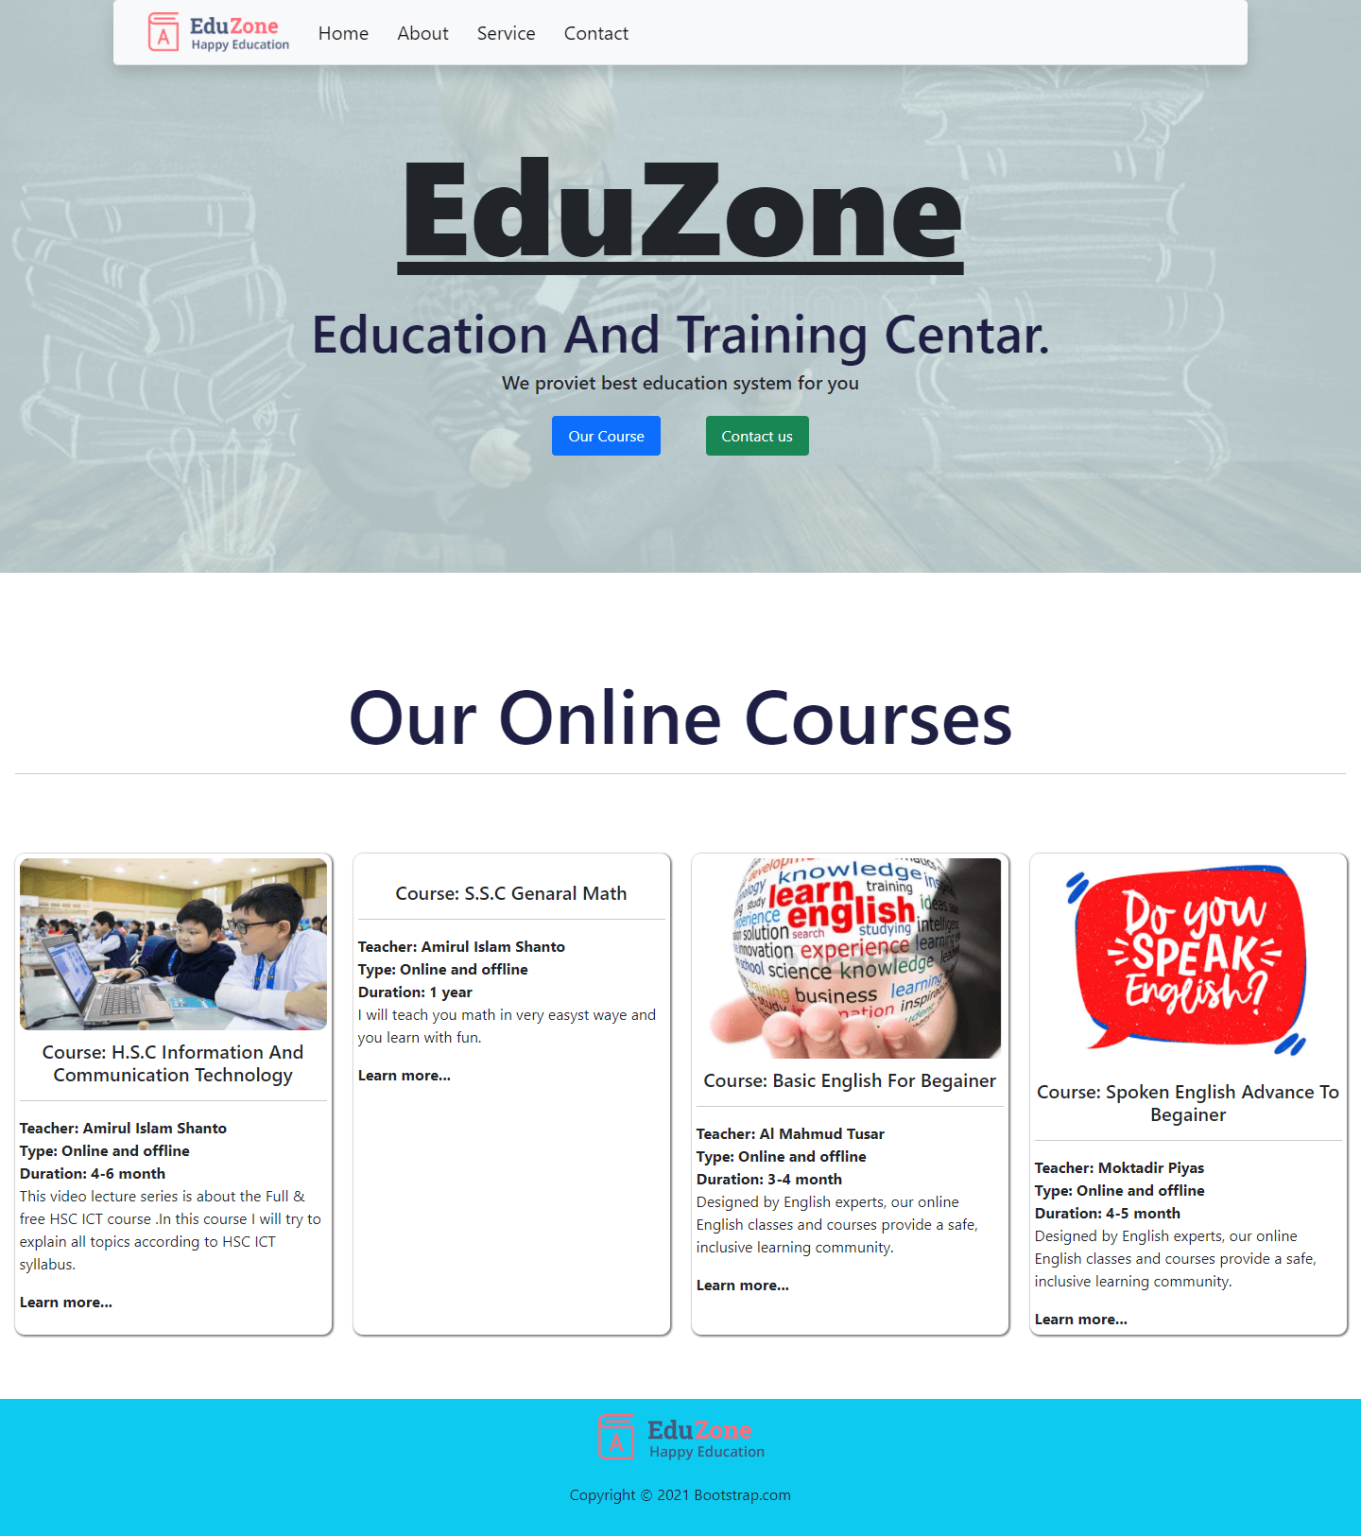 EduZone
Happy Education
Home
About
Service
Contact
EduZone
Education And Training Centar.
We proviet best education system for you
Our Course
Contact us
Our Online Courses
Course: H.S.C Information And
Communication Technology
Teacher: Amirul Islam Shanto
Type: Online and offline
Duration: 4-6 month
This video lecture series is about the Full &
free HSC ICT course .In this course I will try to
explain all topics according to HSC ICT
syllabus.
Learn more...
Course: S.S.C Genaral Math
Teacher: Amirul Islam Shanto
Type: Online and offline
Duration: 1 year
I will teach you math in very easyst waye and
you learn with fun.
Learn more...
knowledge
learn training
experience english ideas
solution search studying
innovation experience learning
school science knowledge
training business learning
Course: Basic English For Begainer
Teacher: Al Mahmud Tusar
Type: Online and offline
Duration: 3-4 month
Designed by English experts, our online
English classes and courses provide a safe,
inclusive learning community.
Learn more...
Do you
SPEAK
English?
Course: Spoken English Advance To
Begainer
Teacher: Moktadir Piyas
Type: Online and offline
Duration: 4-5 month
Designed by English experts, our online
English classes and courses provide a safe,
inclusive learning community.
Learn more...
EduZone
Happy Education
Copyright © 2021 Bootstrap.com